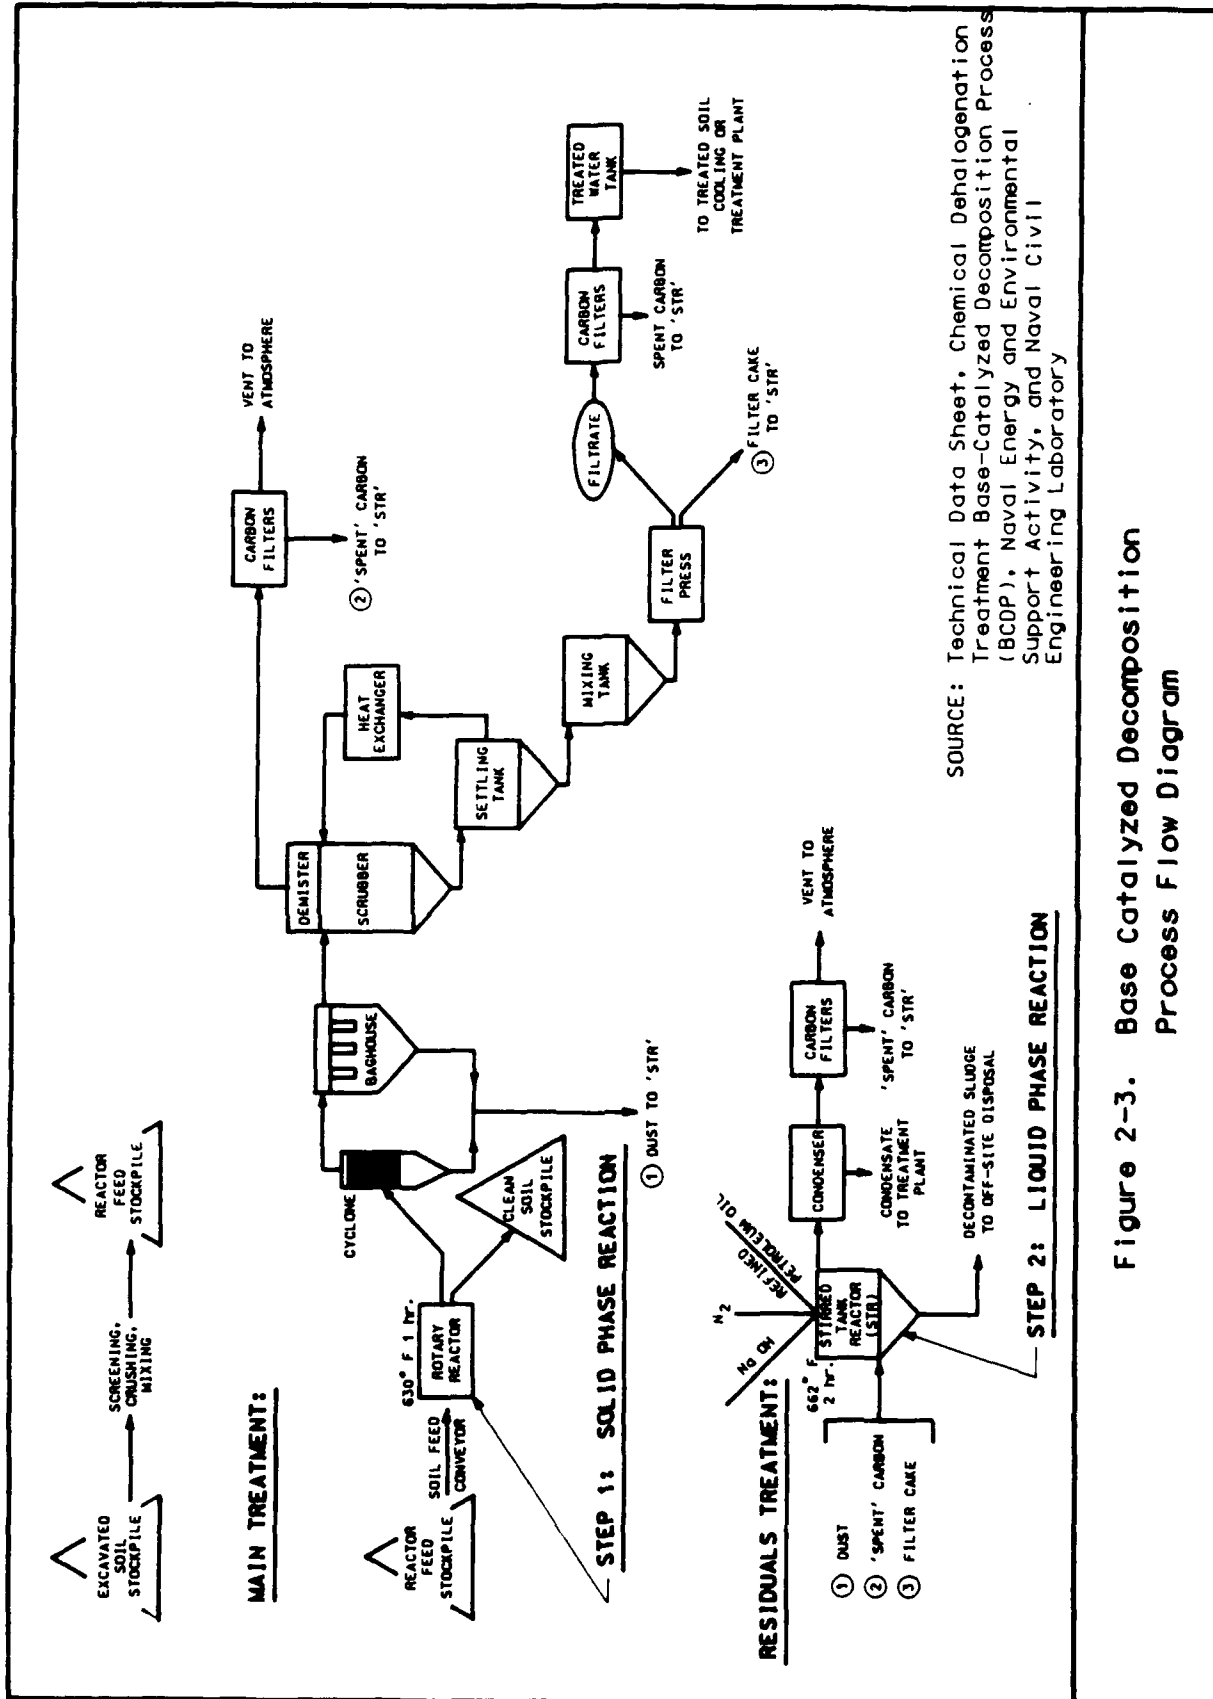 EXCAVATED
SOIL
STOCKPILE
SCREENING,
CRUSHING,
MIXING
REACTOR
FEED
STOCKPILE
MAIN TREATMENT:
REACTOR
FEED
STOCKPILE
SOIL FEED
CONVEYOR
630° F 1 hr.
ROTARY
REACTOR
CYCLONE
CLEAN
SOIL
STOCKPILE
BAGHOUSE
① DUST TO 'STR'
DEMISTER
SCRUBBER
HEAT
EXCHANGER
SETTLING
TANK
CARBON
FILTERS
VENT TO
ATMOSPHERE
② 'SPENT' CARBON
TO 'STR'
MIXING
TANK
FILTER
PRESS
FILTRATE
③ FILTER CAKE
TO 'STR'
CARBON
FILTERS
SPENT CARBON
TO 'STR'
TREATED
WATER
TANK
TO TREATED SOIL
COOLING OR
TREATMENT PLANT
STEP 1: SOLID PHASE REACTION
RESIDUALS TREATMENT:
① DUST
② 'SPENT' CARBON
③ FILTER CAKE
662° F
2 hr.
Na OH
N2
REFINED
PETROLEUM OIL
STIRRED
TANK
REACTOR
(STR)
CONDENSER
CONDENSATE
TO TREATMENT
PLANT
CARBON
FILTERS
'SPENT' CARBON
TO 'STR'
VENT TO
ATMOSPHERE
DECONTAMINATED SLUDGE
TO OFF-SITE DISPOSAL
STEP 2: LIQUID PHASE REACTION
SOURCE: Technical Data Sheet, Chemical Dehalogenation
Treatment Base-Catalyzed Decomposition Process
(BCDP), Naval Energy and Environmental
Support Activity, and Naval Civil
Engineering Laboratory
Figure 2-3. Base Catalyzed Decomposition
Process Flow Diagram